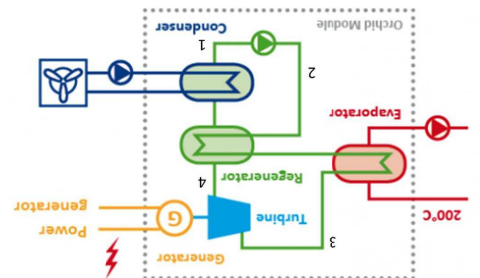 Condenser
Orchid Module
1
2
Evaporator
Regenerator
4
200°C
Turbine
G
Power
generator
3
Generator